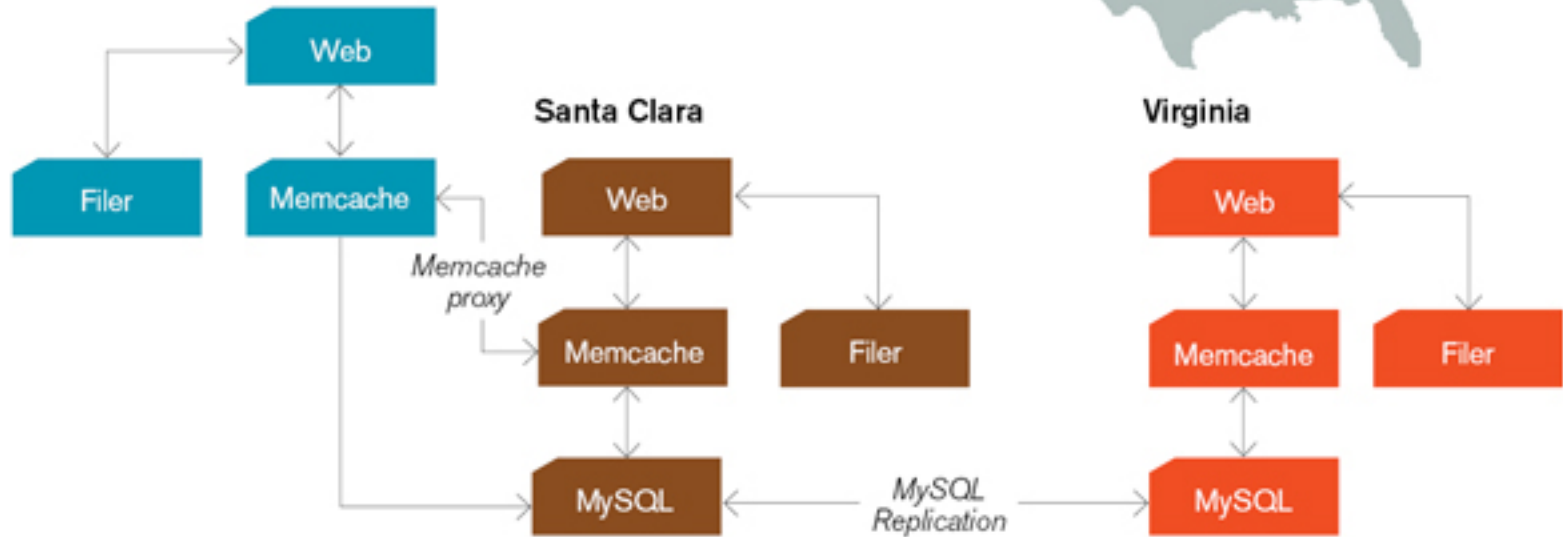 Web
Santa Clara
Virginia
Filer
Memcache
Web
Web
Memcache
proxy
Memcache
Filer
Memcache
Filer
MySQL
MySQL
Replication
MySQL